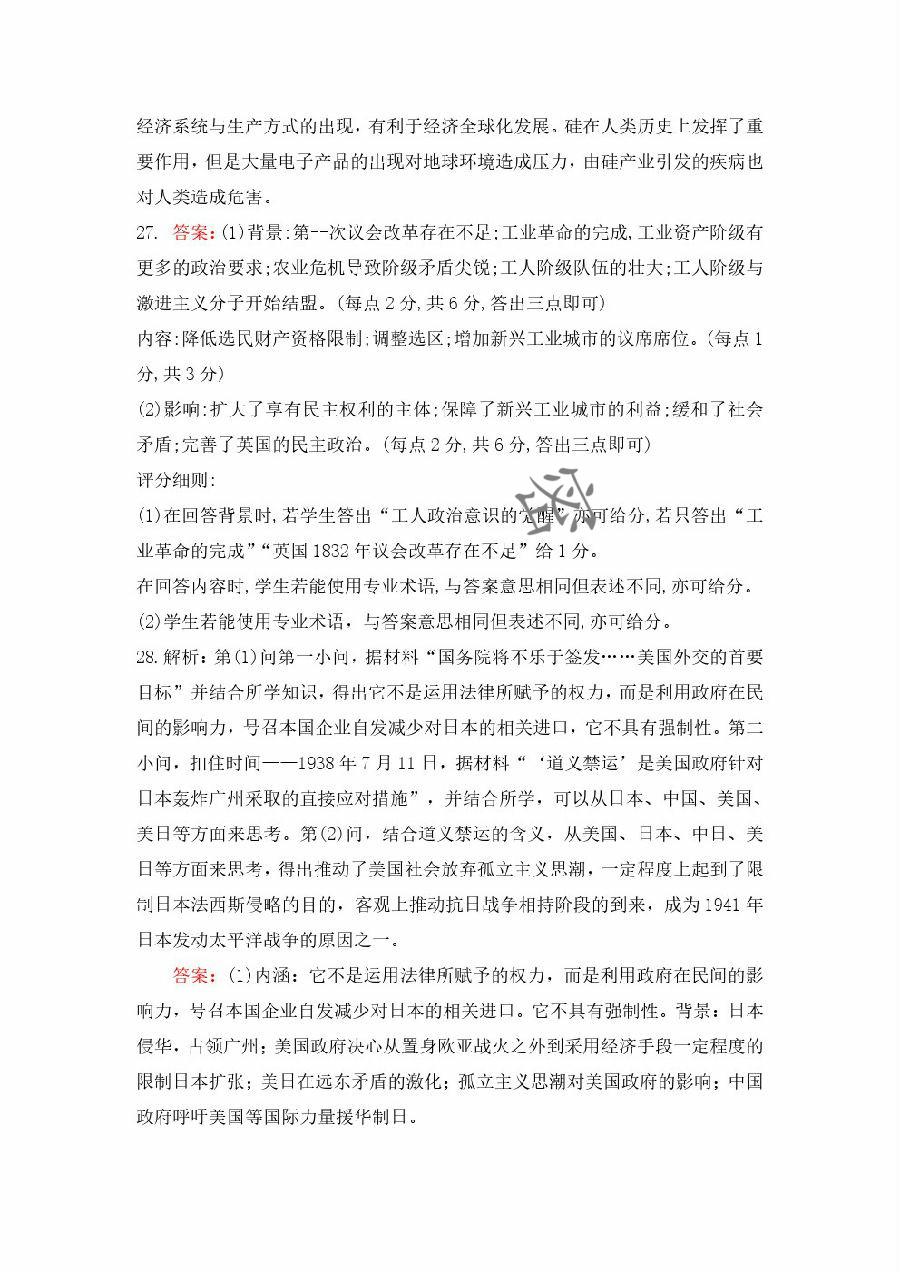 经济系统与生产方式的出现，有利于经济全球化发展。硅在人类历史上发挥了重
要作用，但是大量电子产品的出现对地球环境造成压力，由硅产业引发的疾病也
对人类造成危害。
27. 答案：(1)背景:第--次议会改革存在不足;工业革命的完成,工业资产阶级有
更多的政治要求;农业危机导致阶级矛盾尖锐;工人阶级队伍的壮大;工人阶级与
激进主义分子开始结盟。(每点2分,共6分,答出三点即可)
内容:降低选民财产资格限制;调整选区;增加新兴工业城市的议席席位。(每点1
分,共3分)
(2)影响:扩大了享有民主权利的主体;保障了新兴工业城市的利益;缓和了社会
矛盾;完善了英国的民主政治。(每点2分,共6分,答出三点即可)
评分细则:
(1)在回答背景时,若学生答出“工人政治意识的觉醒”亦可给分,若只答出“工
业革命的完成”“英国1832年议会改革存在不足”给1分。
在回答内容时,学生若能使用专业术语,与答案意思相同但表述不同,亦可给分。
(2)学生若能使用专业术语，与答案意思相同但表述不同,亦可给分。
28.解析：第(1)问第一小问，据材料“国务院将不乐于签发……美国外交的首要
目标”并结合所学知识，得出它不是运用法律所赋予的权力，而是利用政府在民
间的影响力，号召本国企业自发减少对日本的相关进口，它不具有强制性。第二
小问，扣住时间——1938年7月11日，据材料“‘道义禁运’是美国政府针对
日本轰炸广州采取的直接应对措施”，并结合所学，可以从日本、中国、美国、
美日等方面来思考。第(2)问，结合道义禁运的含义，从美国、日本、中日、美
日等方面来思考，得出推动了美国社会放弃孤立主义思潮，一定程度上起到了限
制日本法西斯侵略的目的，客观上推动抗日战争相持阶段的到来，成为1941年
日本发动太平洋战争的原因之一。
答案：(1)内涵：它不是运用法律所赋予的权力，而是利用政府在民间的影
响力，号召本国企业自发减少对日本的相关进口。它不具有强制性。背景：日本
侵华，占领广州；美国政府决心从置身欧亚战火之外到采用经济手段一定程度的
限制日本扩张；美日在远东矛盾的激化；孤立主义思潮对美国政府的影响；中国
政府呼吁美国等国际力量援华制日。